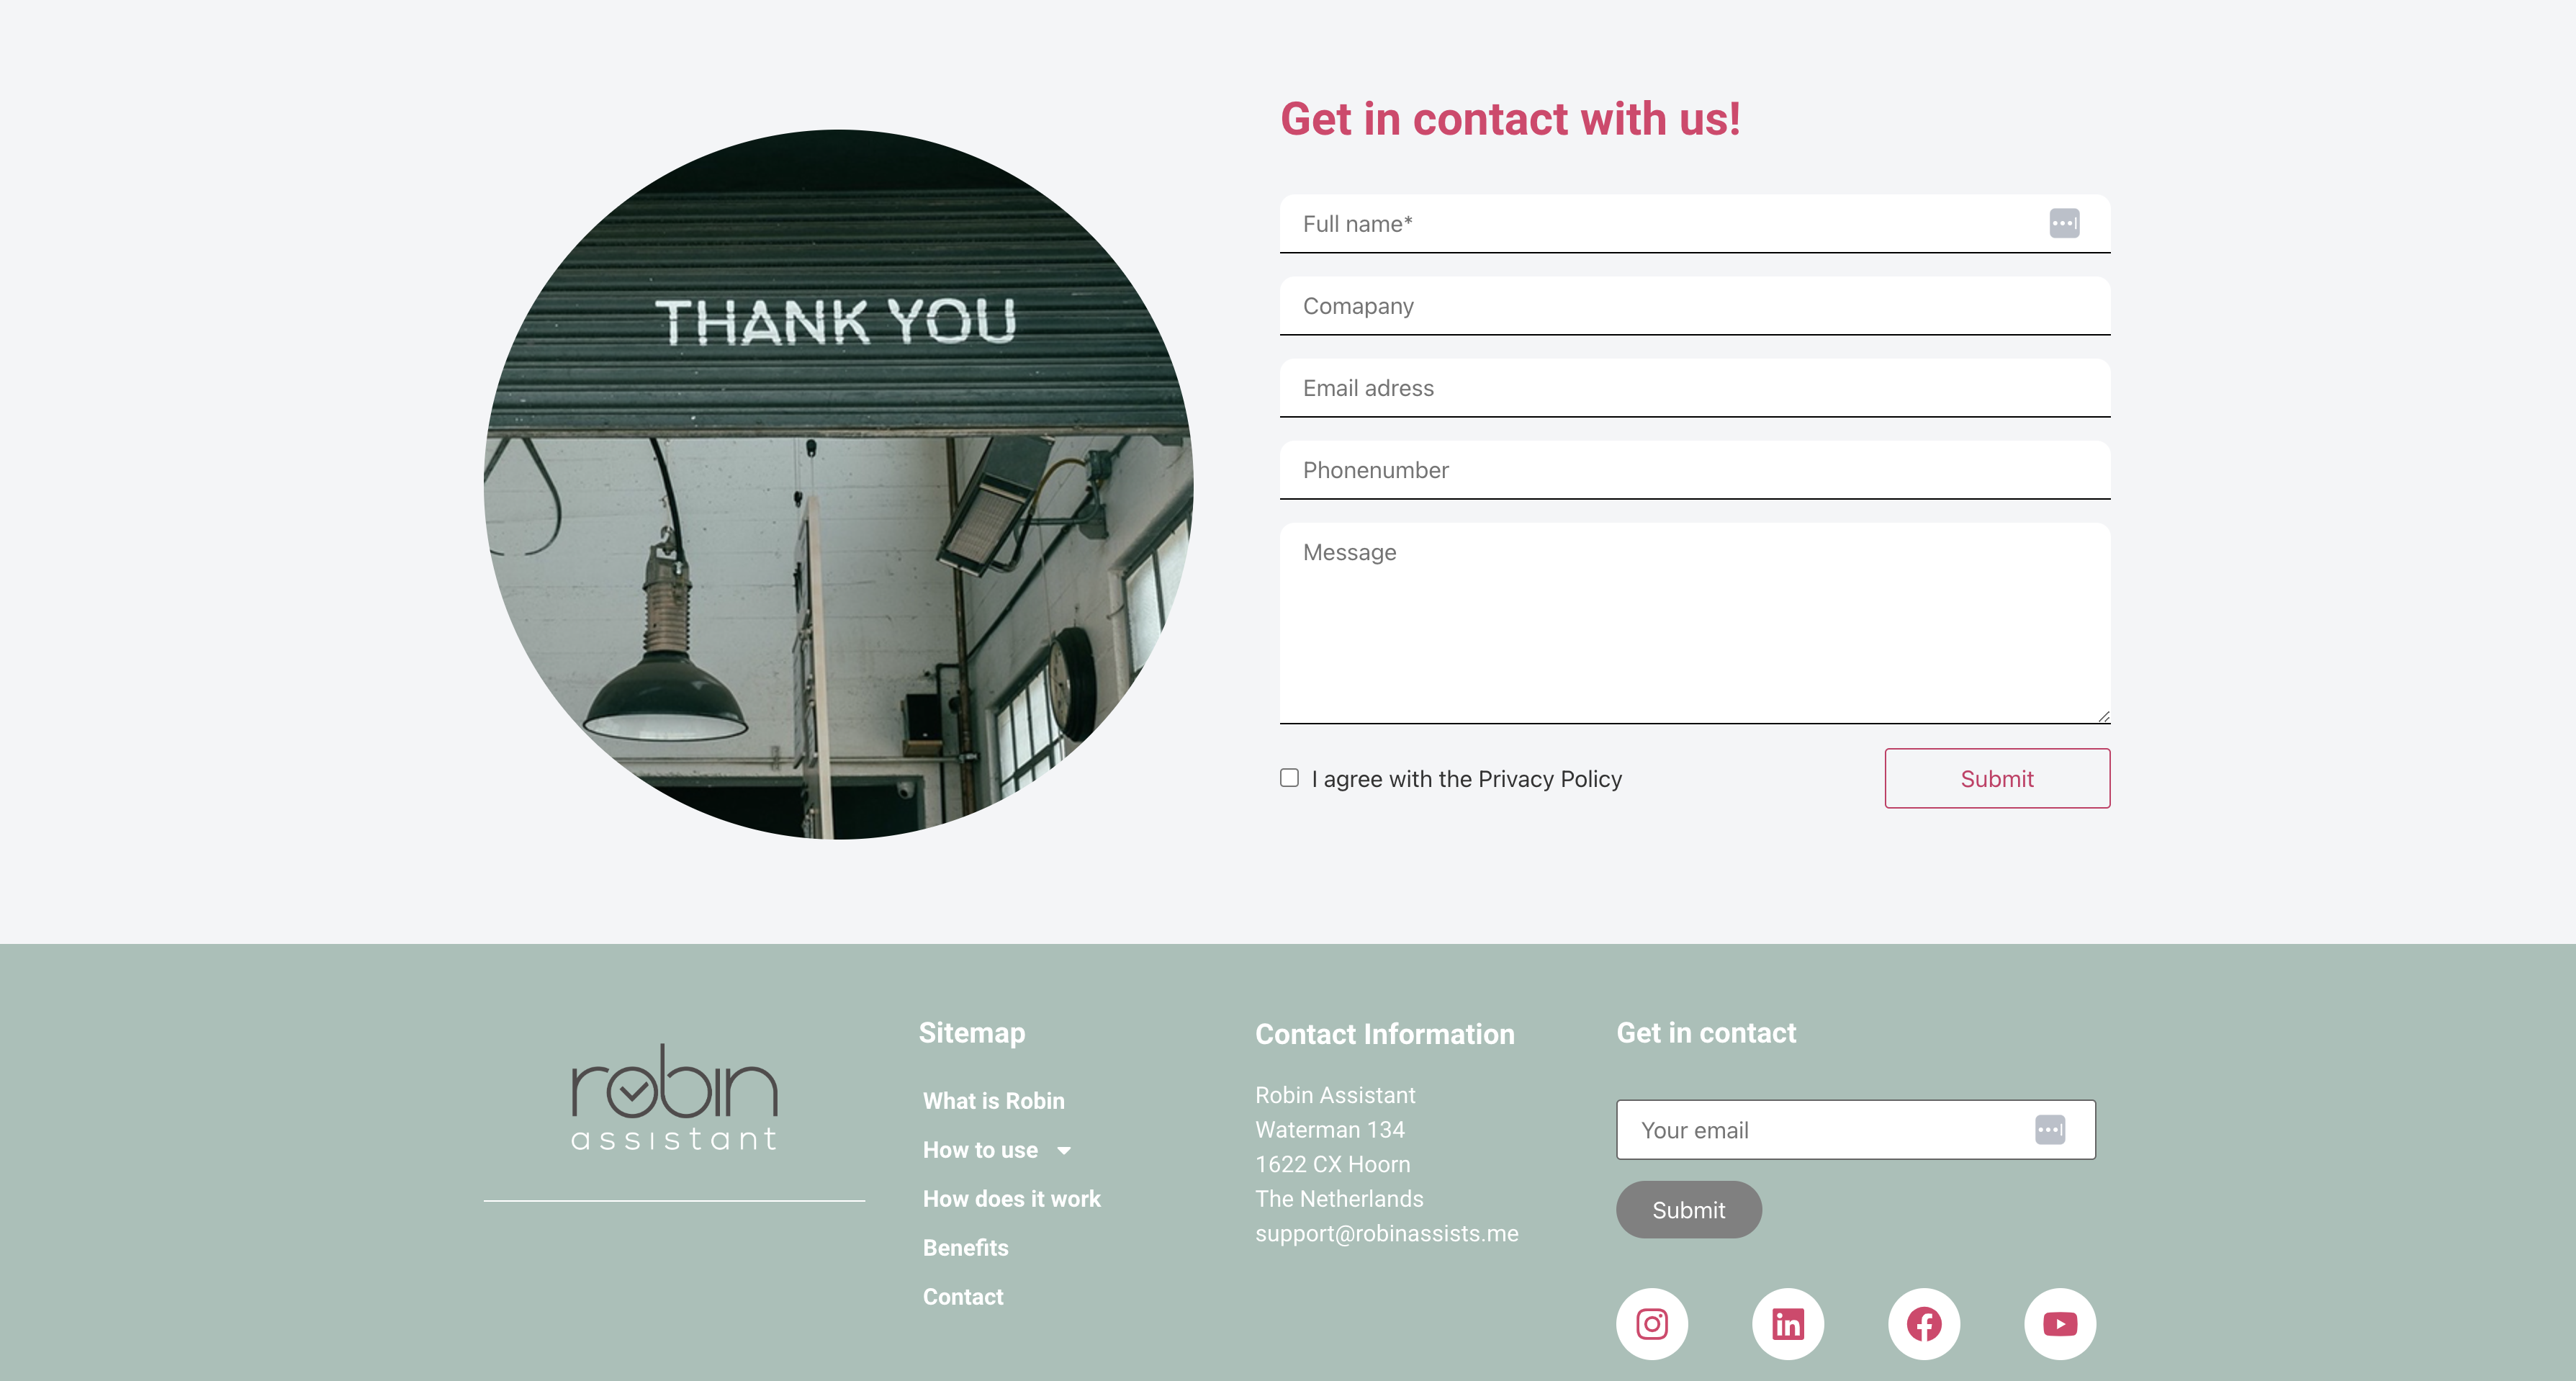 Get in contact with us!
THANK YOU
Full name*
Comapany
Email adress
Phonenumber
Message
I agree with the Privacy Policy
Submit
robin
assistant
Sitemap
What is Robin
How to use
How does it work
Benefits
Contact
Contact Information
Robin Assistant
Waterman 134
1622 CX Hoorn
The Netherlands
support@robinassists.me
Get in contact
Your email
Submit